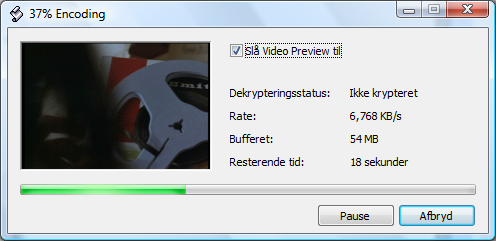 37% Encoding
Slå Video Preview til
Dekrypteringsstatus: Ikke krypteret
Rate: 6,768 KB/s
Bufferet: 54 MB
Resterende tid: 18 sekunder
Pause Afbryd